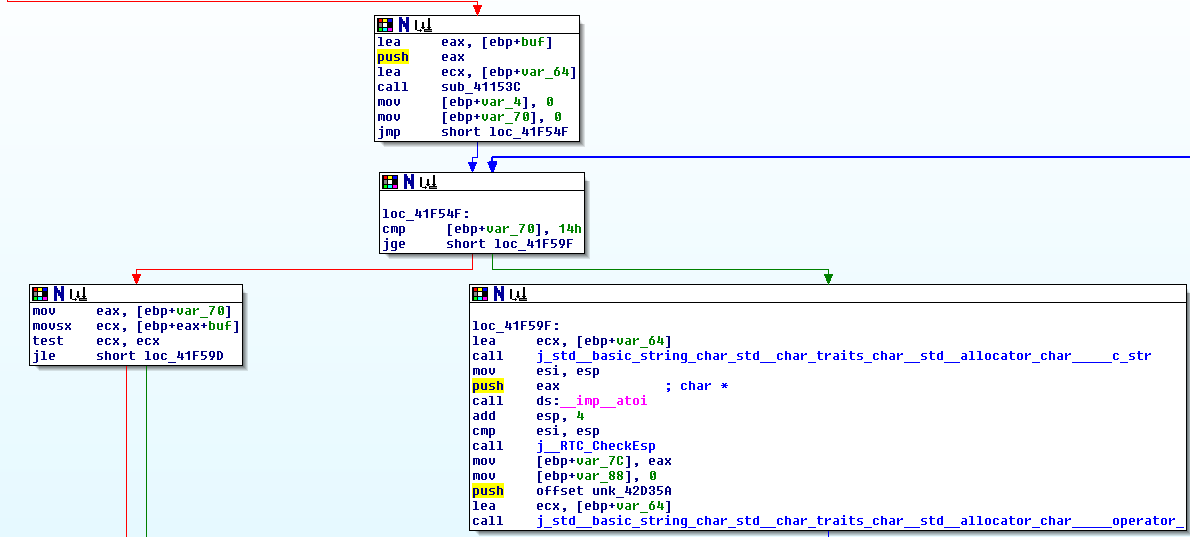 lea eax, [ebp+buf]
push eax
lea ecx, [ebp+var_64]
call sub_41153C
mov [ebp+var_4], 0
mov [ebp+var_70], 0
jmp short loc_41F54F
loc_41F54F:
cmp [ebp+var_70], 14h
jge short loc_41F59F
mov eax, [ebp+var_70]
movsx ecx, [ebp+eax+buf]
test ecx, ecx
jle short loc_41F59D
loc_41F59F:
lea ecx, [ebp+var_64]
call j_std__basic_string_char_std__char_traits_char__std__allocator_char_____c_str
mov esi, esp
push eax ; char *
call ds:__imp__atoi
add esp, 4
cmp esi, esp
call j__RTC_CheckEsp
mov [ebp+var_7C], eax
mov [ebp+var_88], 0
push offset unk_42D35A
lea ecx, [ebp+var_64]
call j_std__basic_string_char_std__char_traits_char__std__allocator_char_____operator_